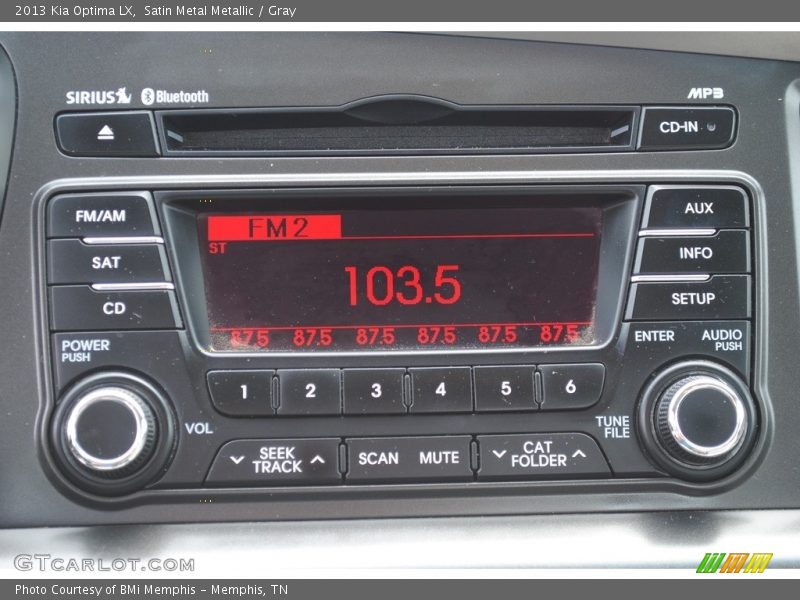 2013 Kia Optima LX,  Satin Metal Metallic / Gray
SIRIUS Bluetooth
MP3
CD-IN
FM/AM
AUX
FM2
ST
SAT
INFO
103.5
CD
SETUP
87.5 87.5 87.5 87.5 87.5 87.5
POWER
PUSH
ENTER
AUDIO
PUSH
1 2 3 4 5 6
VOL
TUNE
FILE
SEEK
TRACK
SCAN MUTE
CAT
FOLDER
GTCARLOT.COM
Photo Courtesy of BMi Memphis – Memphis, TN